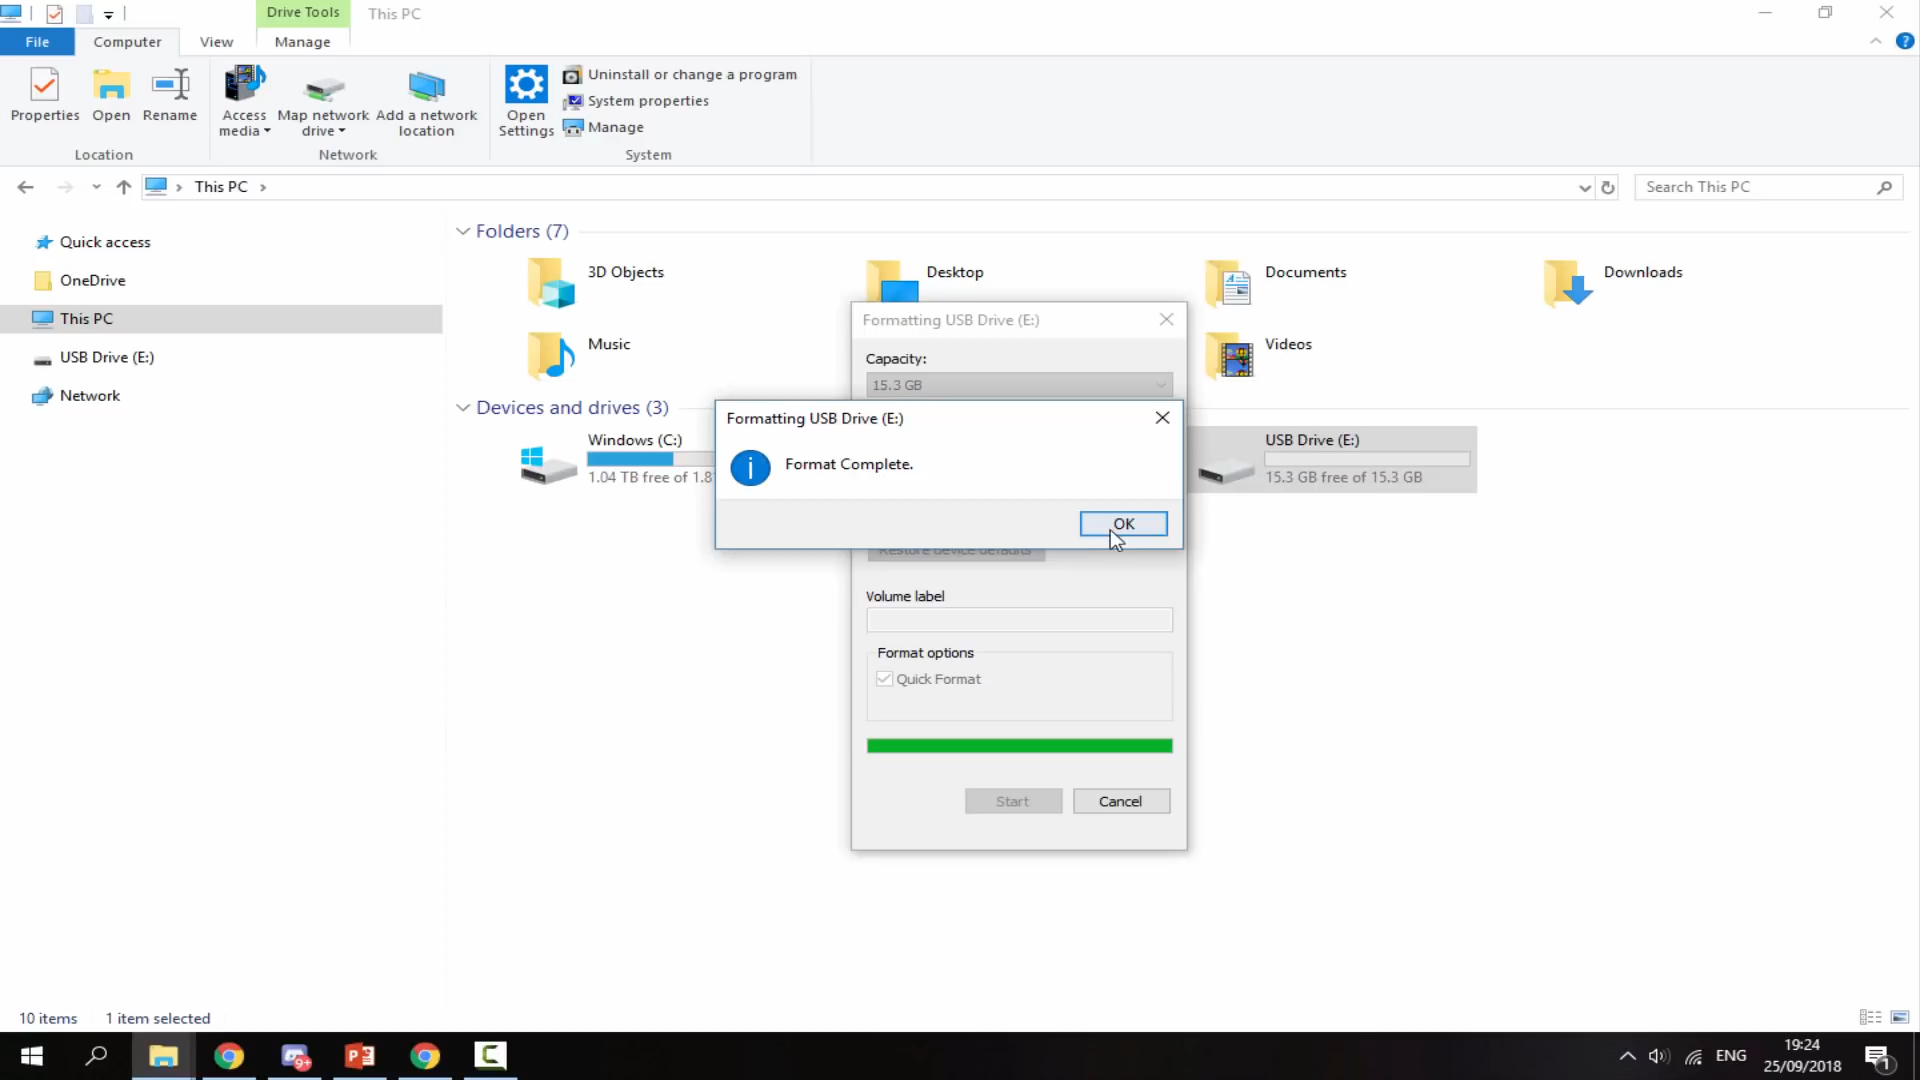 Drive Tools
This PC
File
Computer
View
Manage
Properties
Open
Rename
Access media
Map network drive
Add a network location
Open Settings
Uninstall or change a program
System properties
Manage
Location
Network
System
This PC
Search This PC
Quick access
OneDrive
This PC
USB Drive (E:)
Network
Folders (7)
3D Objects
Desktop
Documents
Downloads
Music
Videos
Devices and drives (3)
Windows (C:)
1.04 TB free of 1.8
USB Drive (E:)
15.3 GB free of 15.3 GB
Formatting USB Drive (E:)
Capacity:
15.3 GB
Formatting USB Drive (E:)
Format Complete.
OK
Restore device defaults
Volume label
Format options
Quick Format
Start
Cancel
10 items
1 item selected
9+
ENG
19:24
25/09/2018
1